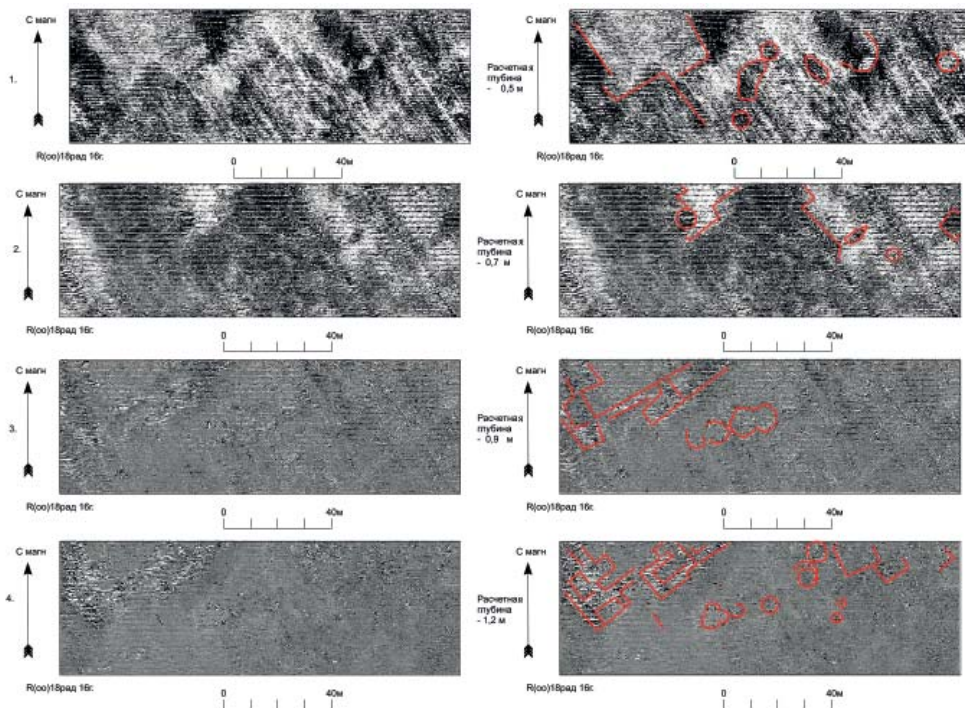 С магн
С магн
1.
Расчетная
глубина
- 0,5 м
R(oo)18рад 16г.
R(oo)18рад 16г.
0 40м
0 40м
С магн
С магн
2.
Расчетная
глубина
- 0,7 м
R(oo)18рад 16г.
R(oo)18рад 16г.
0 40м
0 40м
С магн
С магн
3.
Расчетная
глубина
- 0,9 м
R(oo)18рад 16г.
R(oo)18рад 16г.
0 40м
0 40м
С магн
С магн
4.
Расчетная
глубина
- 1,2 м
R(oo)18рад 16г.
R(oo)18рад 16г.
0 40м
0 40м